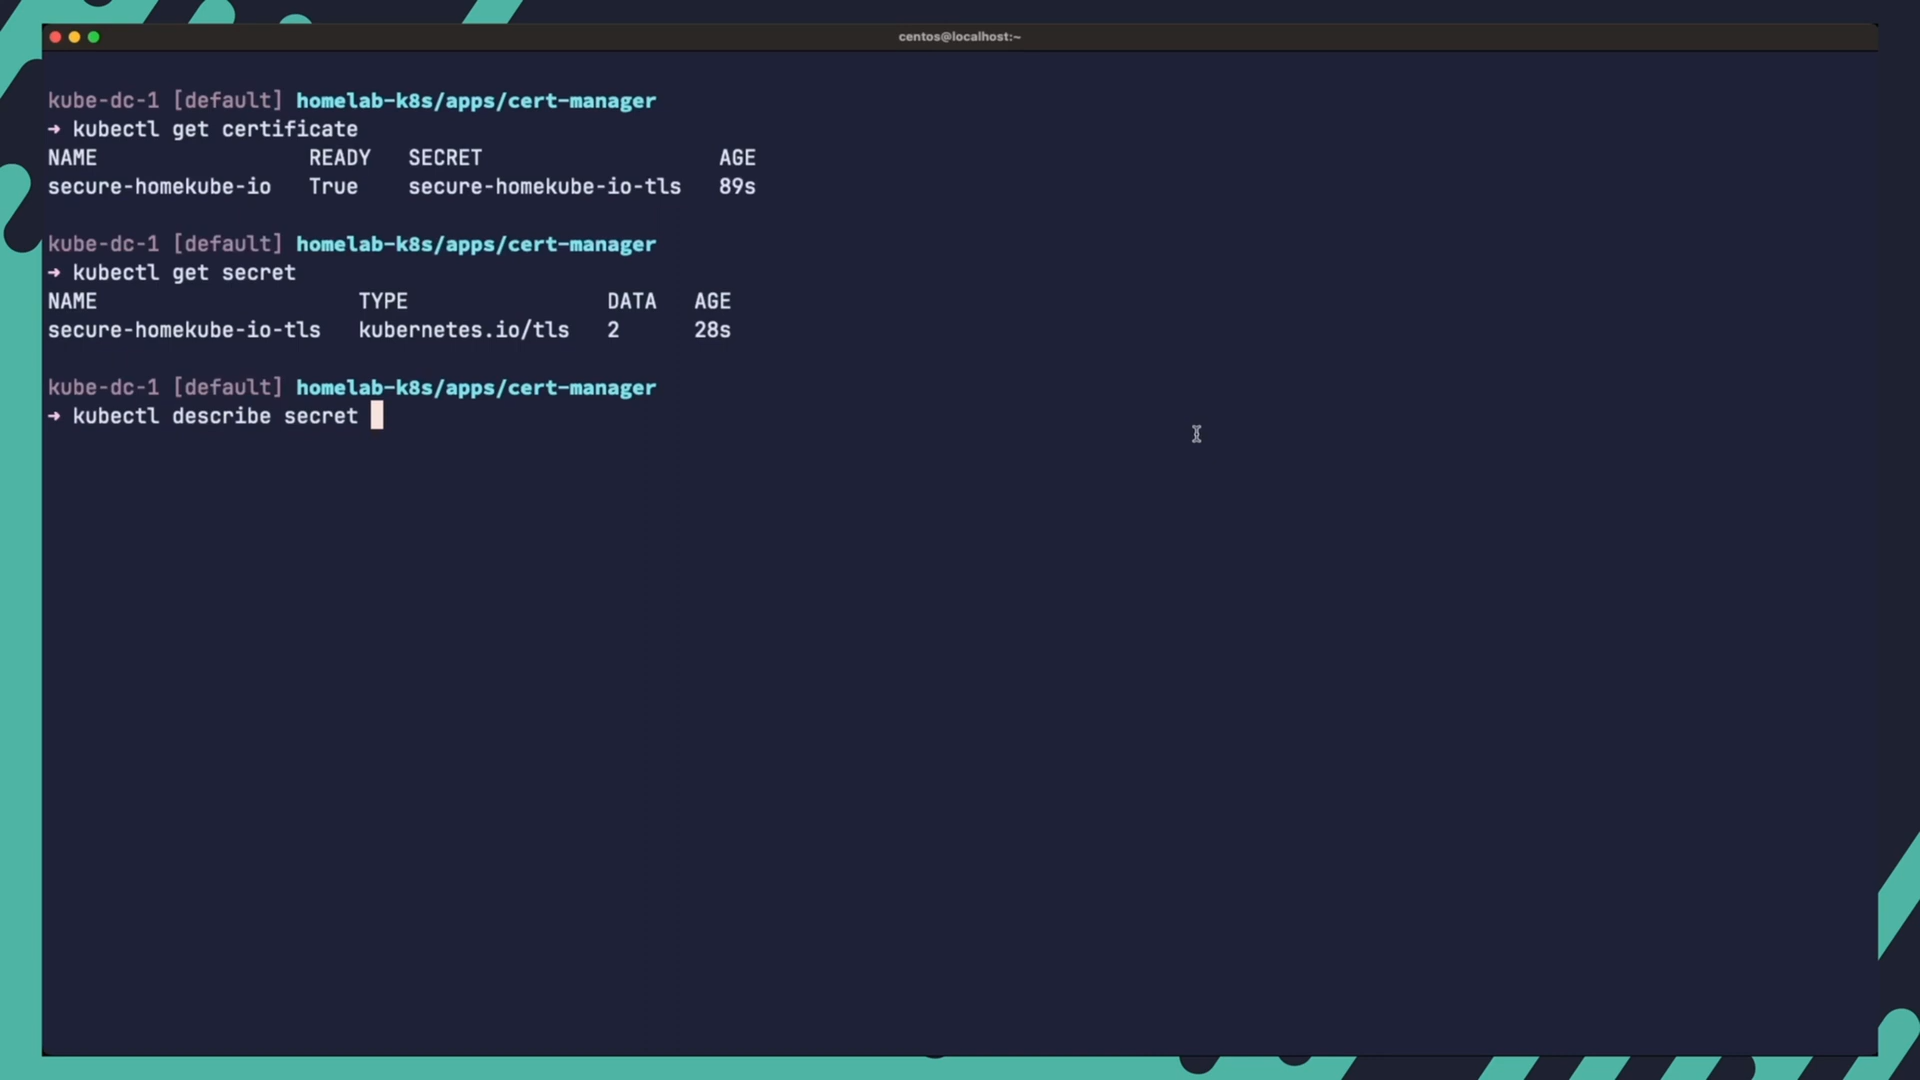 centos@localhost:~
kube-dc-1 [default] homelab-k8s/apps/cert-manager
➜ kubectl get certificate
NAME READY SECRET AGE
secure-homekube-io True secure-homekube-io-tls 89s
kube-dc-1 [default] homelab-k8s/apps/cert-manager
➜ kubectl get secret
NAME TYPE DATA AGE
secure-homekube-io-tls kubernetes.io/tls 2 28s
kube-dc-1 [default] homelab-k8s/apps/cert-manager
➜ kubectl describe secret